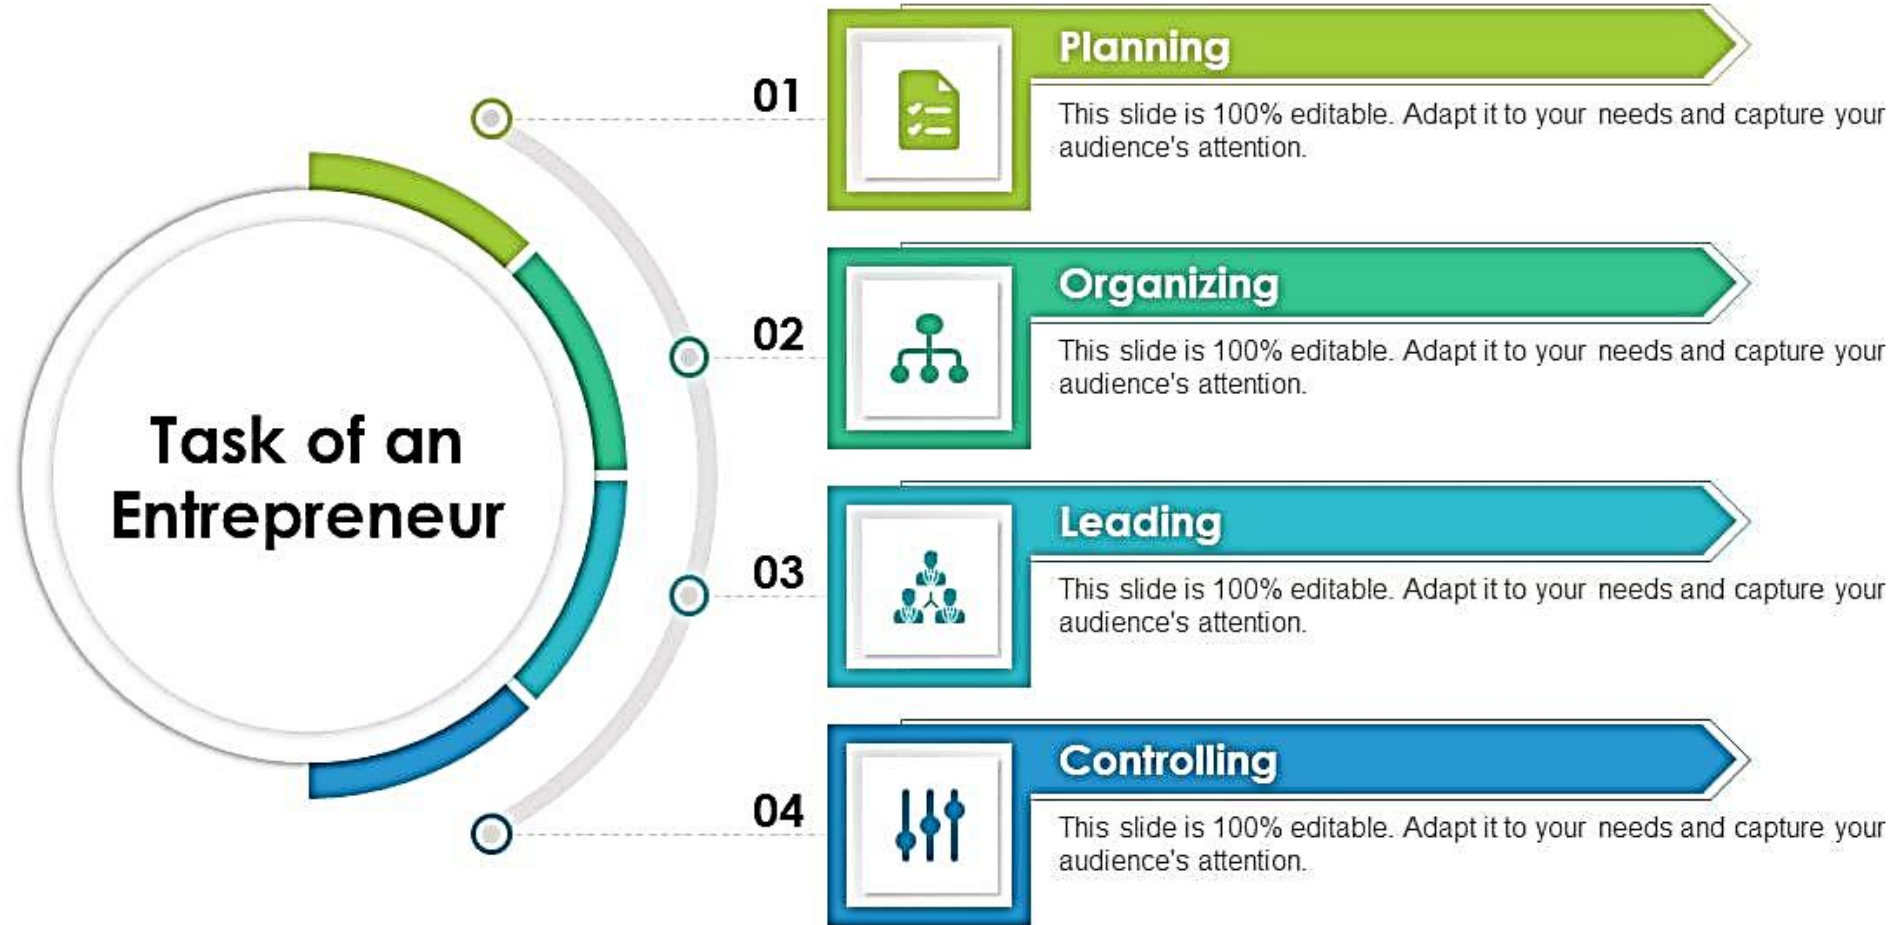 Task of an
Entrepreneur
01
Planning
This slide is 100% editable. Adapt it to your needs and capture your
audience's attention.
02
Organizing
This slide is 100% editable. Adapt it to your needs and capture your
audience's attention.
03
Leading
This slide is 100% editable. Adapt it to your needs and capture your
audience's attention.
04
Controlling
This slide is 100% editable. Adapt it to your needs and capture your
audience's attention.